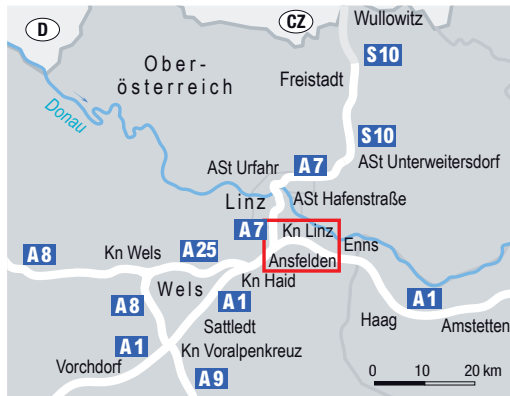 D
CZ
Wullowitz
S10
Ober-
österreich
Freistadt
Donau
S10
ASt Unterweitersdorf
A7
ASt Urfahr
Linz
ASt Hafenstraße
A7
Kn Linz
Enns
Ansfelden
A8
Kn Wels
A25
Wels
Kn Haid
A8
A1
Sattledt
A1
Haag
Amstetten
A1
Vorchdorf
Kn Voralpenkreuz
A9
0 10 20 km